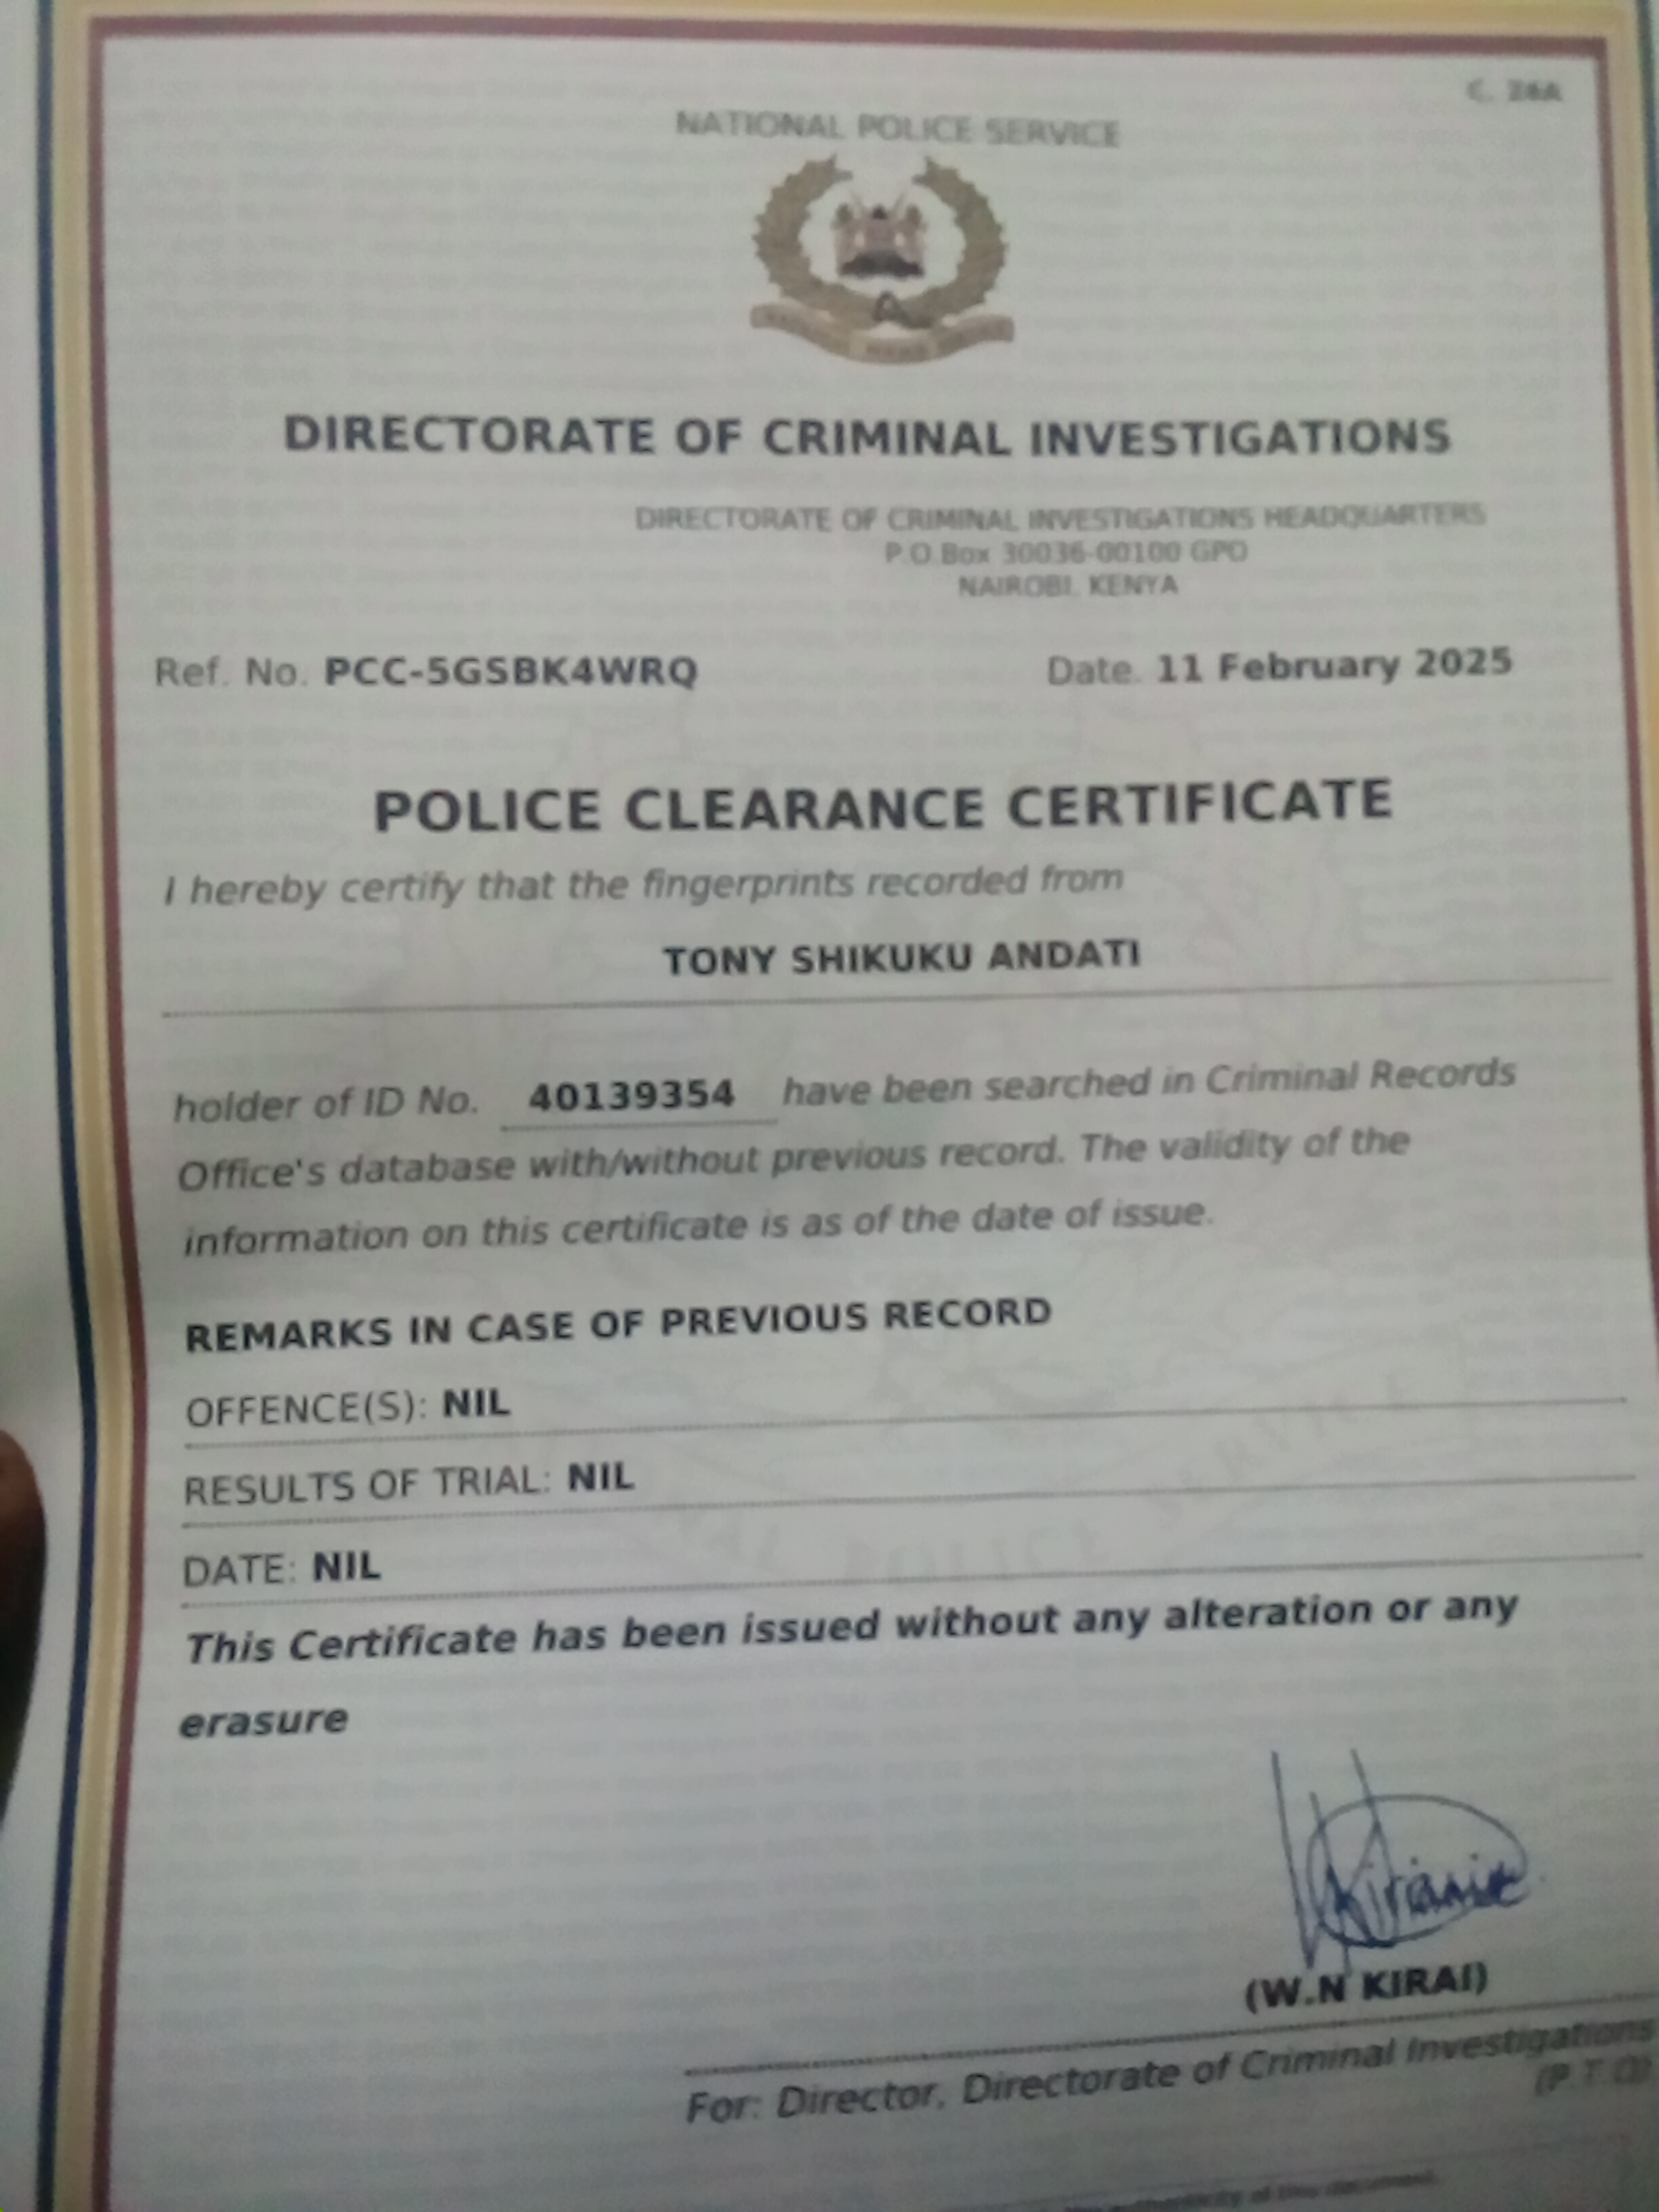 C. 24A
NATIONAL POLICE SERVICE
DIRECTORATE OF CRIMINAL INVESTIGATIONS
DIRECTORATE OF CRIMINAL INVESTIGATIONS HEADQUARTERS
P.O Box 30036-00100 GPO
NAIROBI, KENYA
Ref. No. PCC-5GSBK4WRQ Date. 11 February 2025
POLICE CLEARANCE CERTIFICATE
I hereby certify that the fingerprints recorded from
TONY SHIKUKU ANDATI
holder of ID No. 40139354 have been searched in Criminal Records
Office's database with/without previous record. The validity of the
information on this certificate is as of the date of issue.
REMARKS IN CASE OF PREVIOUS RECORD
OFFENCE(S): NIL
RESULTS OF TRIAL: NIL
DATE: NIL
This Certificate has been issued without any alteration or any
erasure
(W.N KIRAI)
For: Director, Directorate of Criminal Investigations
(P.T.O)
authenticity of this document.